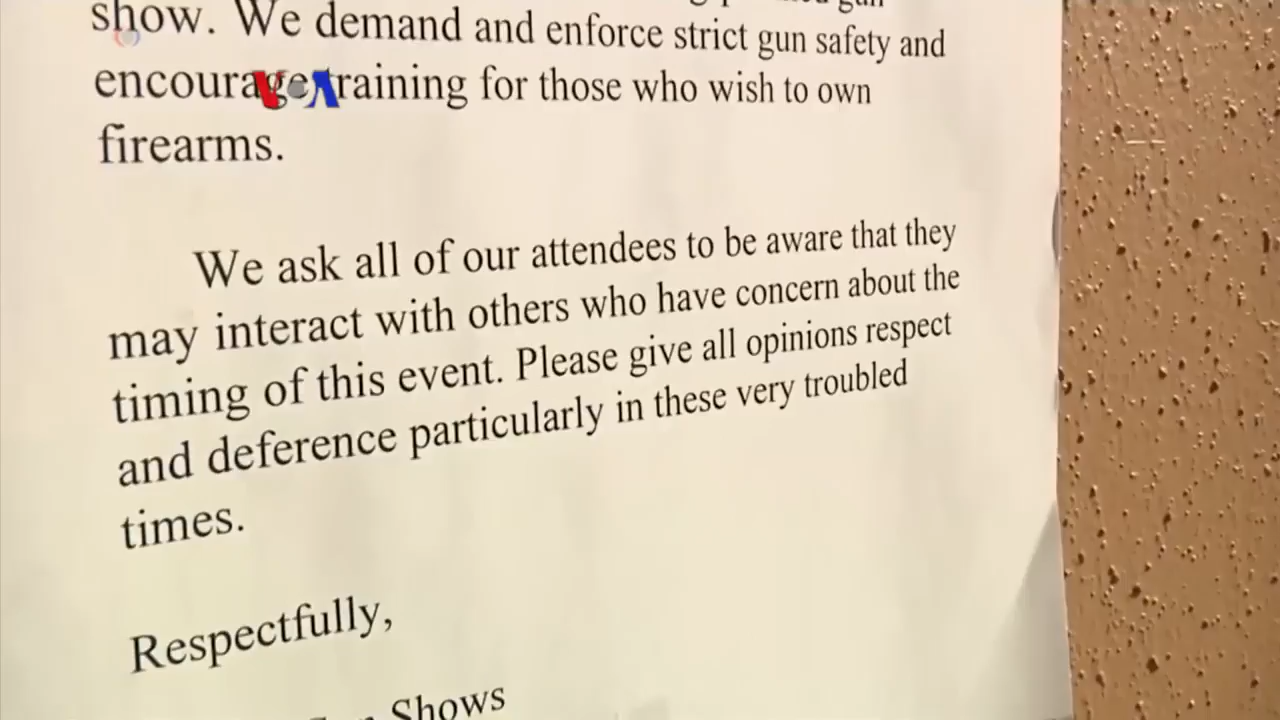 show. We demand and enforce strict gun safety and
encourage training for those who wish to own
firearms.
We ask all of our attendees to be aware that they
may interact with others who have concern about the
timing of this event. Please give all opinions respect
and deference particularly in these very troubled
times.
Respectfully,
Shows